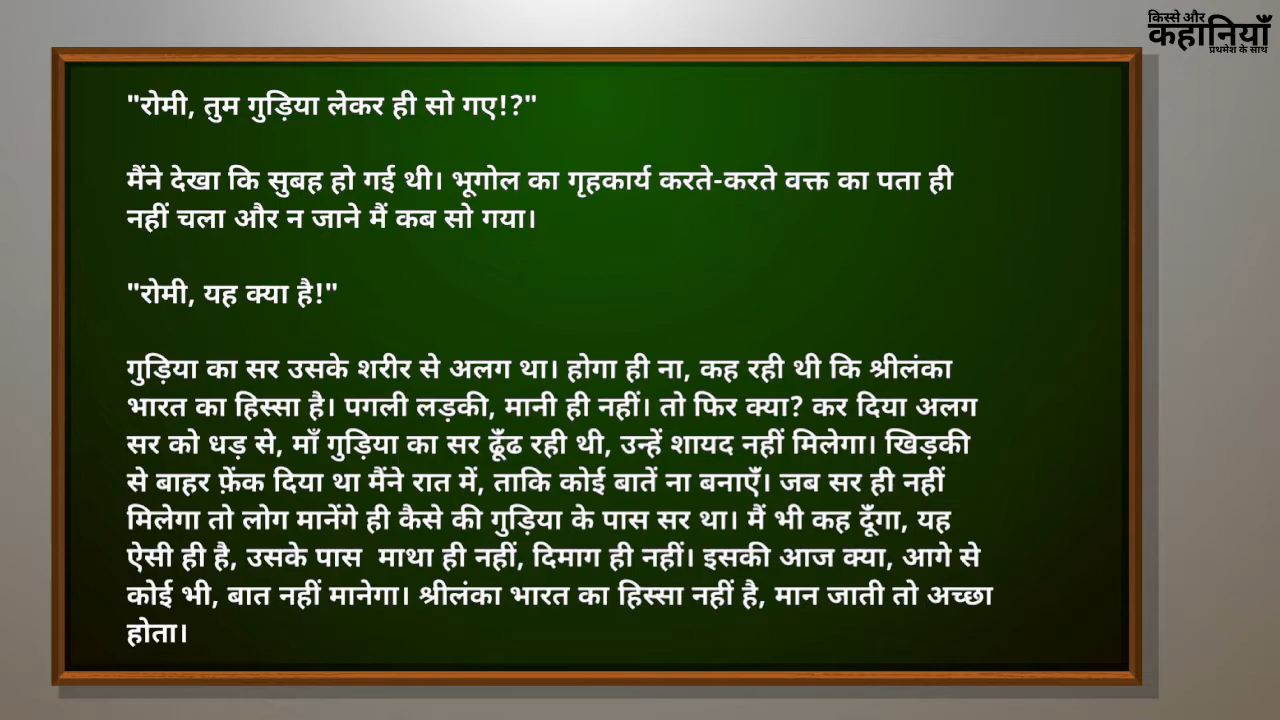 किस्से और
कहानियाँ
प्रथमेश के साथ
"रोमी, तुम गुड़िया लेकर ही सो गए!?"
मैंने देखा कि सुबह हो गई थी। भूगोल का गृहकार्य करते-करते वक्त का पता ही
नहीं चला और न जाने मैं कब सो गया।
"रोमी, यह क्या है!"
गुड़िया का सर उसके शरीर से अलग था। होगा ही ना, कह रही थी कि श्रीलंका
भारत का हिस्सा है। पगली लड़की, मानी ही नहीं। तो फिर क्या? कर दिया अलग
सर को धड़ से, माँ गुड़िया का सर ढूँढ रही थी, उन्हें शायद नहीं मिलेगा। खिड़की
से बाहर फ़ेंक दिया था मैंने रात में, ताकि कोई बातें ना बनाएँ। जब सर ही नहीं
मिलेगा तो लोग मानेंगे ही कैसे की गुड़िया के पास सर था। मैं भी कह दूँगा, यह
ऐसी ही है, उसके पास  माथा ही नहीं, दिमाग ही नहीं। इसकी आज क्या, आगे से
कोई भी, बात नहीं मानेगा। श्रीलंका भारत का हिस्सा नहीं है, मान जाती तो अच्छा
होता।